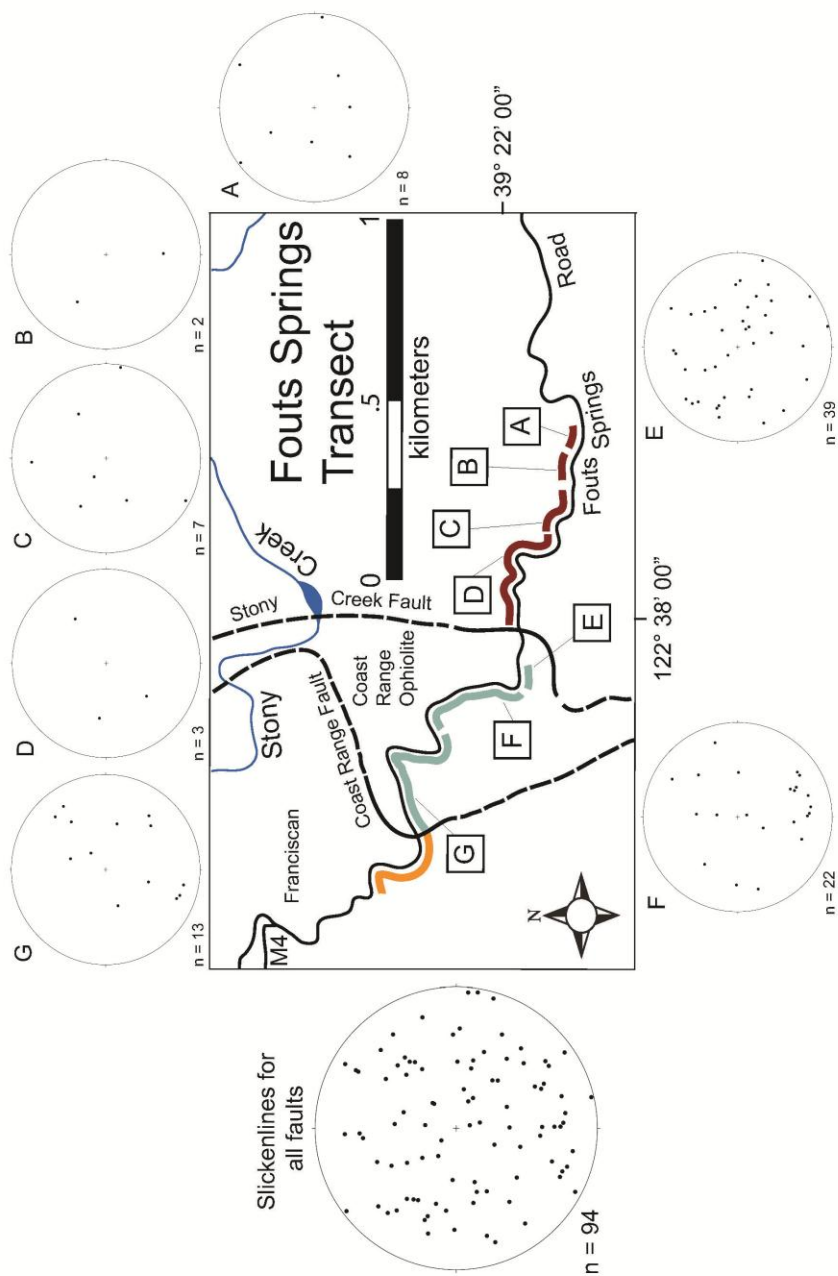 Slickenlines for
all faults
n = 94
G
n = 13
D
n = 3
C
n = 7
B
n = 2
A
n = 8
Fouts Springs
Transect
0
.5
1
kilometers
M4
Franciscan
Stony
Creek
Coast Range Fault
Coast
Range
Ophiolite
Stony
Creek Fault
N
G
F
E
D
C
B
A
Fouts Springs
Road
39° 22' 00"
122° 38' 00"
F
n = 22
E
n = 39